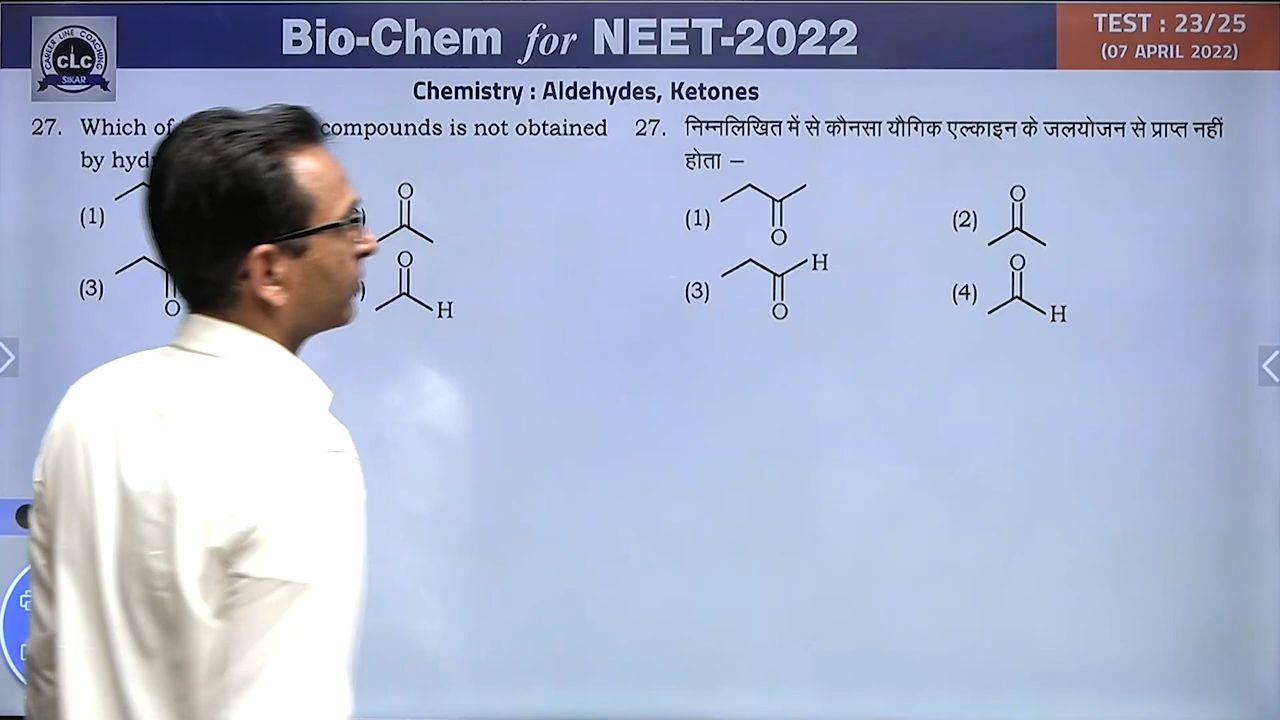 CAREER LINE COACHING
CLC
SIKAR
Bio-Chem for NEET-2022
TEST : 23/25
(07 APRIL 2022)
Chemistry : Aldehydes, Ketones
27. Which of compounds is not obtained
by hyd
(1)
O
(3)
O
O
H
27. निम्नलिखित में से कौनसा यौगिक एल्काइन के जलयोजन से प्राप्त नहीं
होता –
(1)
O
(2)
O
(3)
H
O
(4)
O
H